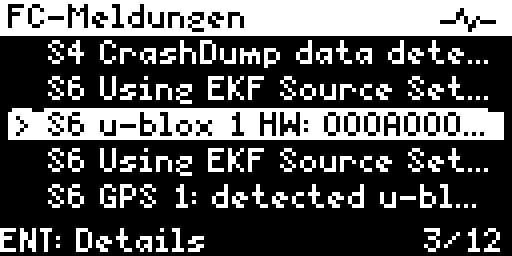 FC-Meldungen
S4 CrashDump data dete...
S6 Using EKF Source Set...
> S6 u-blox 1 HW: 000A000...
S6 Using EKF Source Set...
S6 GPS 1: detected u-bl...
ENT: Details 3/12